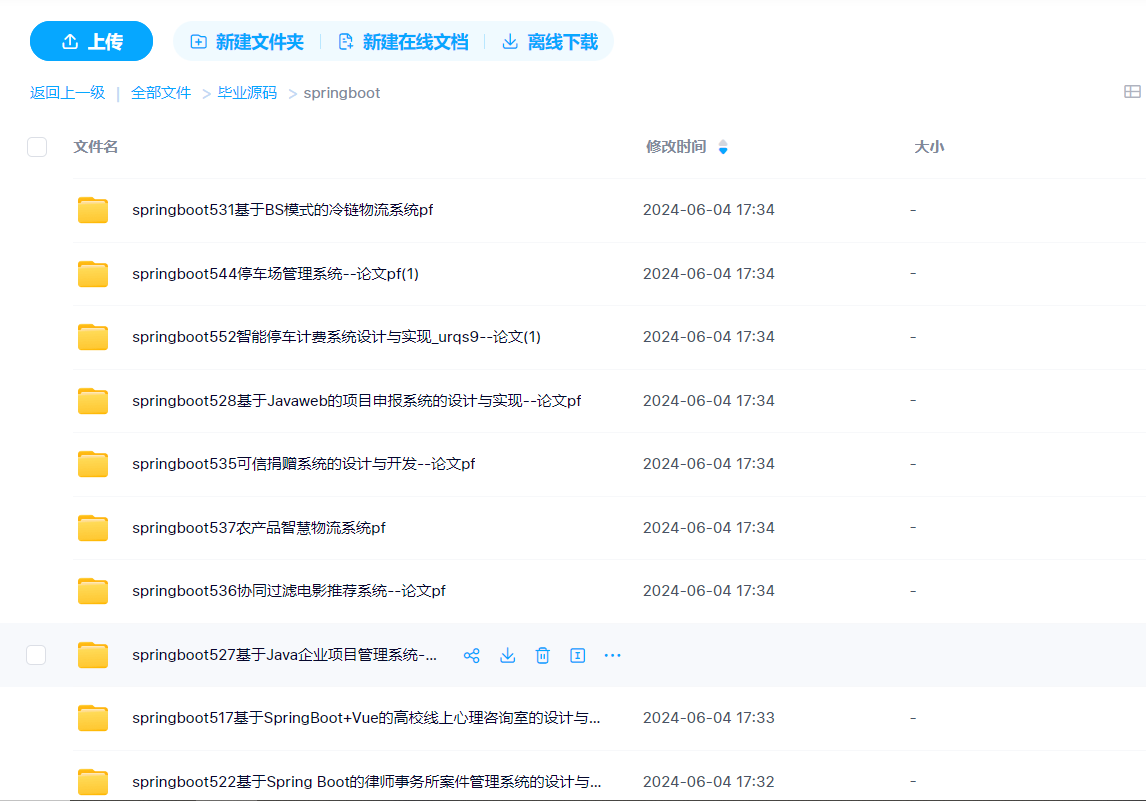 上传 新建文件夹 新建在线文档 离线下载
返回上一级 | 全部文件 > 毕业源码 > springboot
文件名 修改时间 大小
springboot531基于BS模式的冷链物流系统pf 2024-06-04 17:34 -
springboot544停车场管理系统--论文pf(1) 2024-06-04 17:34 -
springboot552智能停车计费系统设计与实现_urqs9--论文(1) 2024-06-04 17:34 -
springboot528基于Javaweb的项目申报系统的设计与实现--论文pf 2024-06-04 17:34 -
springboot535可信捐赠系统的设计与开发--论文pf 2024-06-04 17:34 -
springboot537农产品智慧物流系统pf 2024-06-04 17:34 -
springboot536协同过滤电影推荐系统--论文pf 2024-06-04 17:34 -
springboot527基于Java企业项目管理系统-...
springboot517基于SpringBoot+Vue的高校线上心理咨询室的设计与... 2024-06-04 17:33 -
springboot522基于Spring Boot的律师事务所案件管理系统的设计与... 2024-06-04 17:32 -